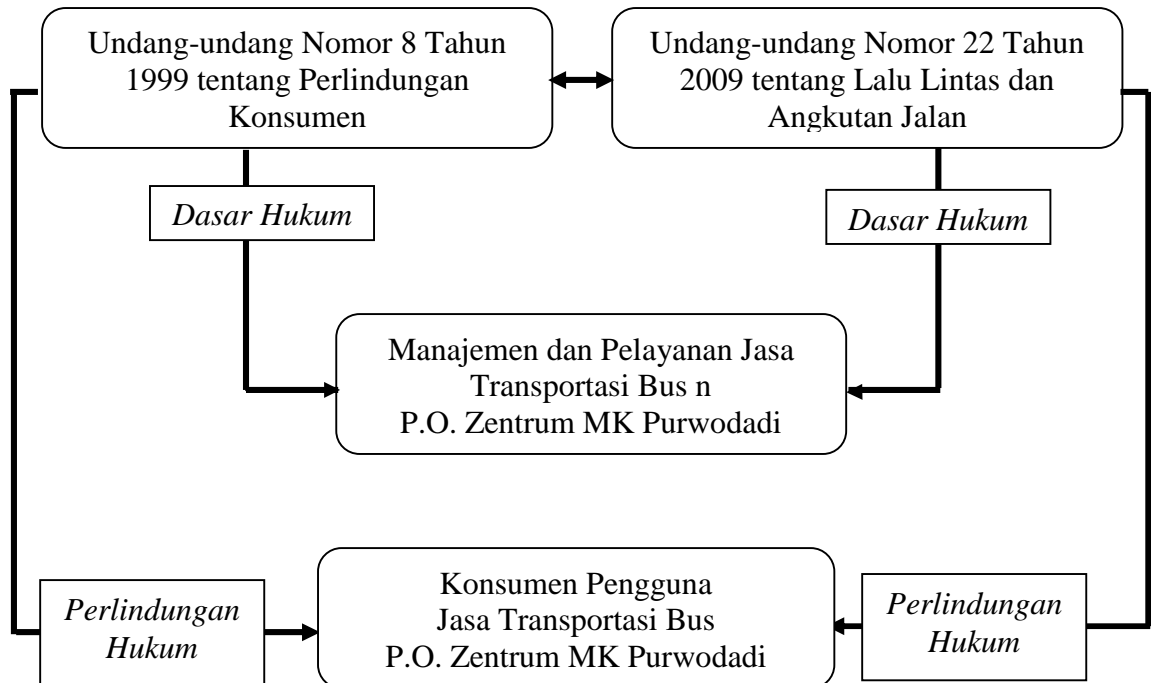 Undang-undang Nomor 8 Tahun
1999 tentang Perlindungan
Konsumen
Undang-undang Nomor 22 Tahun
2009 tentang Lalu Lintas dan
Angkutan Jalan
Dasar Hukum
Dasar Hukum
Manajemen dan Pelayanan Jasa
Transportasi Bus n
P.O. Zentrum MK Purwodadi
Perlindungan
Hukum
Konsumen Pengguna
Jasa Transportasi Bus
P.O. Zentrum MK Purwodadi
Perlindungan
Hukum